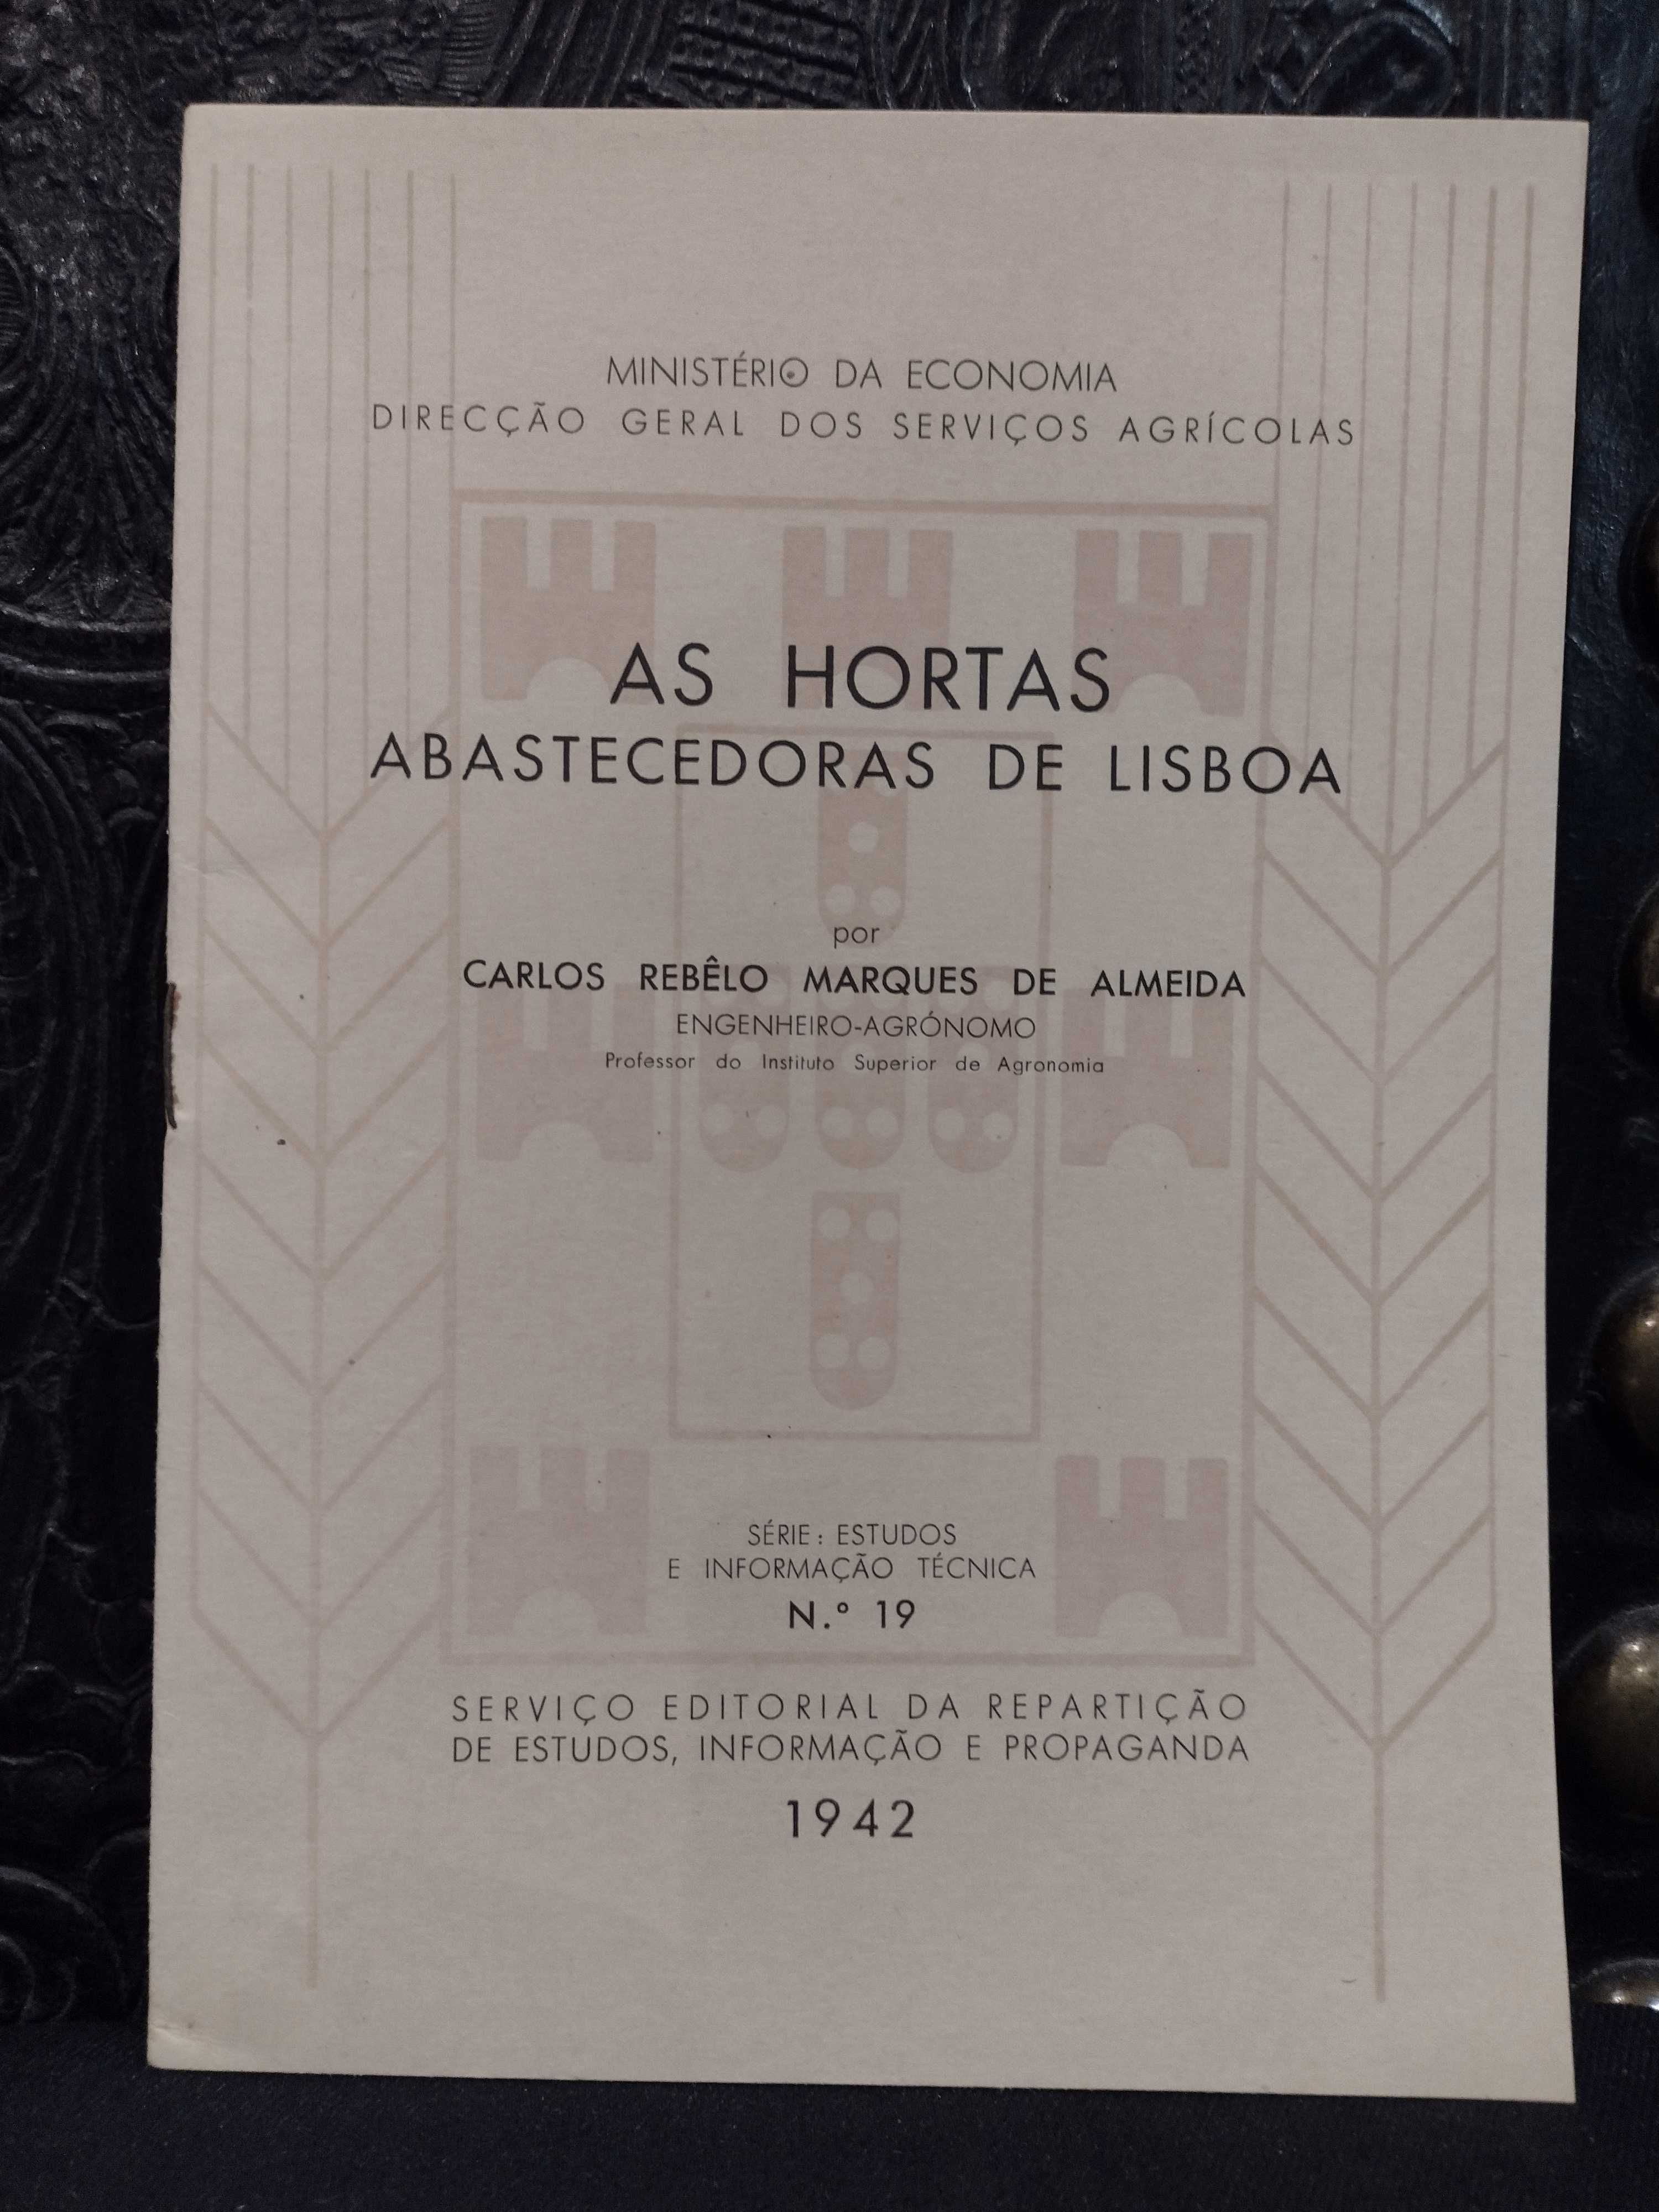 MINISTÉRIO DA ECONOMIA
DIRECÇÃO GERAL DOS SERVIÇOS AGRÍCOLAS
AS HORTAS
ABASTECEDORAS DE LISBOA
por
CARLOS REBÊLO MARQUES DE ALMEIDA
ENGENHEIRO-AGRÓNOMO
Professor do Instituto Superior de Agronomia
SÉRIE: ESTUDOS
E INFORMAÇÃO TÉCNICA
N.º 19
SERVIÇO EDITORIAL DA REPARTIÇÃO
DE ESTUDOS, INFORMAÇÃO E PROPAGANDA
1942